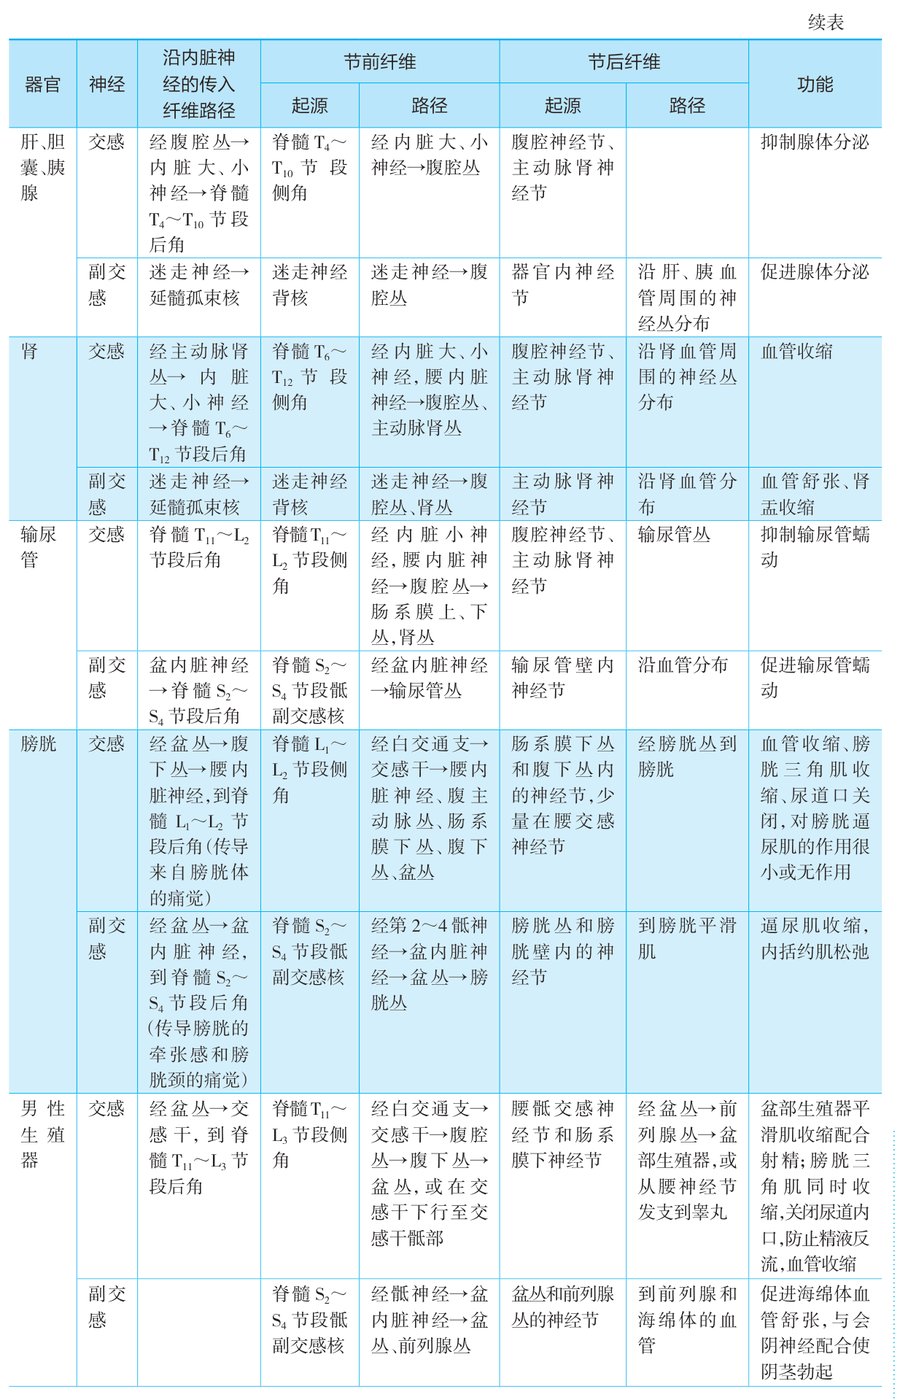 续表
器官
神经
沿内脏神
经的传入
纤维路径
节前纤维
节后纤维
功能
起源
路径
起源
路径
肝、胆
囊、胰
腺
交感
经腹腔丛→
内脏大、小
神经→脊髓
T4～T10节段
后角
脊髓T4～
T10节段
侧角
经内脏大、小
神经→腹腔丛
腹腔神经节、
主动脉肾神
经节
抑制腺体分泌
副交
感
迷走神经→
延髓孤束核
迷走神经
背核
迷走神经→腹
腔丛
器官内神经
节
沿肝、胰血
管周围的神
经丛分布
促进腺体分泌
肾
交感
经主动脉肾
丛→内脏
大、小神经
→脊髓T6～
T12节段后角
脊髓T6～
T12节段
侧角
经内脏大、小
神经,腰内脏
神经→腹腔丛、
主动脉肾丛
腹腔神经节、
主动脉肾神
经节
沿肾血管周
围的神经丛
分布
血管收缩
副交
感
迷走神经→
延髓孤束核
迷走神经
背核
迷走神经→腹
腔丛、肾丛
主动脉肾神
经节
沿肾血管分
布
血管舒张、肾
盂收缩
输尿
管
交感
脊髓T11～L2
节段后角
脊髓T11～
L2节段侧
角
经内脏小神
经,腰内脏神
经→腹腔丛→
肠系膜上、下
丛,肾丛
腹腔神经节、
主动脉肾神
经节
输尿管丛
抑制输尿管蠕
动
副交
感
盆内脏神经
→脊髓S2～
S4节段后角
脊髓S2～
S4节段骶
副交感核
经盆内脏神经
→输尿管丛
输尿管壁内
神经节
沿血管分布
促进输尿管蠕
动
膀胱
交感
经盆丛→腹
下丛→腰内
脏神经,到脊
髓L1～L2节
段后角(传导
来自膀胱体
的痛觉)
脊髓L1～
L2节段侧
角
经白交通支→
交感干→腰内
脏神经、腹主
动脉丛、肠系
膜下丛、腹下
丛、盆丛
肠系膜下丛
和腹下丛内
的神经节,少
量在腰交感
神经节
经膀胱丛到
膀胱
血管收缩、膀
胱三角肌收
缩、尿道口关
闭,对膀胱逼
尿肌的作用很
小或无作用
副交
感
经盆丛→盆
内脏神经,
到脊髓S2～
S4节段后角
(传导膀胱的
牵张感和膀
胱颈的痛觉)
脊髓S2～
S4节段骶
副交感核
经第2～4骶神
经→盆内脏神
经→盆丛→膀
胱丛
膀胱丛和膀
胱壁内的神
经节
到膀胱平滑
肌
逼尿肌收缩,
内括约肌松弛
男性
生殖
器
交感
经盆丛→交
感干,到脊
髓T11～L3节
段后角
脊髓T11～
L3节段侧
角
经白交通支→
交感干→腹腔
丛→腹下丛→
盆丛,或在交
感干下行至交
感干骶部
腰骶交感神
经节和肠系
膜下神经节
经盆丛→前
列腺丛→盆
部生殖器,或
从腰神经节
发支到睾丸
盆部生殖器平
滑肌收缩配合
射精;膀胱三
角肌同时收
缩,关闭尿道内
口,防止精液反
流,血管收缩
副交
感
脊髓S2～
S4节段骶
副交感核
经骶神经→盆
内脏神经→盆
丛、前列腺丛
盆丛和前列腺
丛的神经节
到前列腺和
海绵体的血
管
促进海绵体血
管舒张,与会
阴神经配合使
阴茎勃起